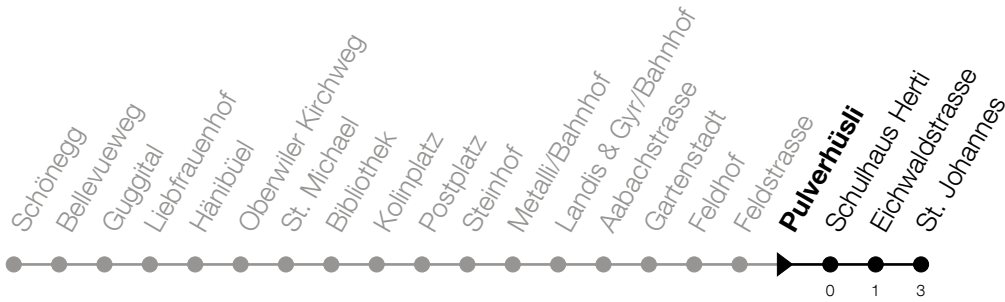 Schönegg
Bellevueweg
Guggital
Liebfrauenhof
Hänibüel
Oberwiler Kirchweg
St. Michael
Bibliothek
Kolinplatz
Postplatz
Steinhof
Metalli/Bahnhof
Landis & Gyr/Bahnhof
Aabachstrasse
Gartenstadt
Feldhof
Feldstrasse
Pulverhüsli
Schulhaus Herti
Eichwaldstrasse
St. Johannes
0 1 3